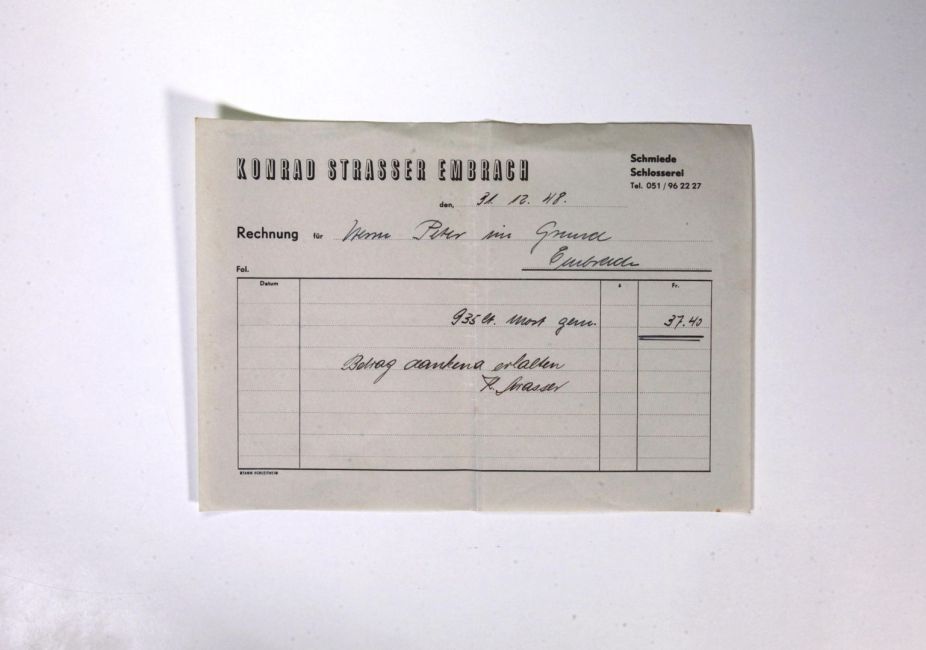 KONRAD STRASSER EMBRACH
Schmiede
Schlosserei
Tel. 051 / 96 22 27
den, 31. 12. 48.
Rechnung für Herrn Peter im Grund
Embrach
Fol.
Datum
à
Fr.
935 lt. Most gem. 37.40
Betrag dankend erhalten
K. Strasser